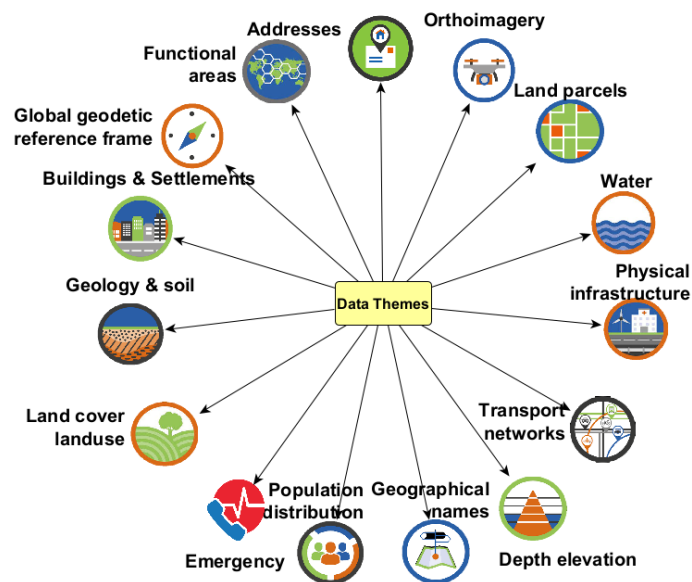 Addresses
Orthoimagery
Functional
areas
Land parcels
Global geodetic
reference frame
Buildings & Settlements
Water
Geology & soil
Physical
infrastructure
Data Themes
Land cover
landuse
Transport
networks
Population
distribution
Geographical
names
Emergency
Depth elevation